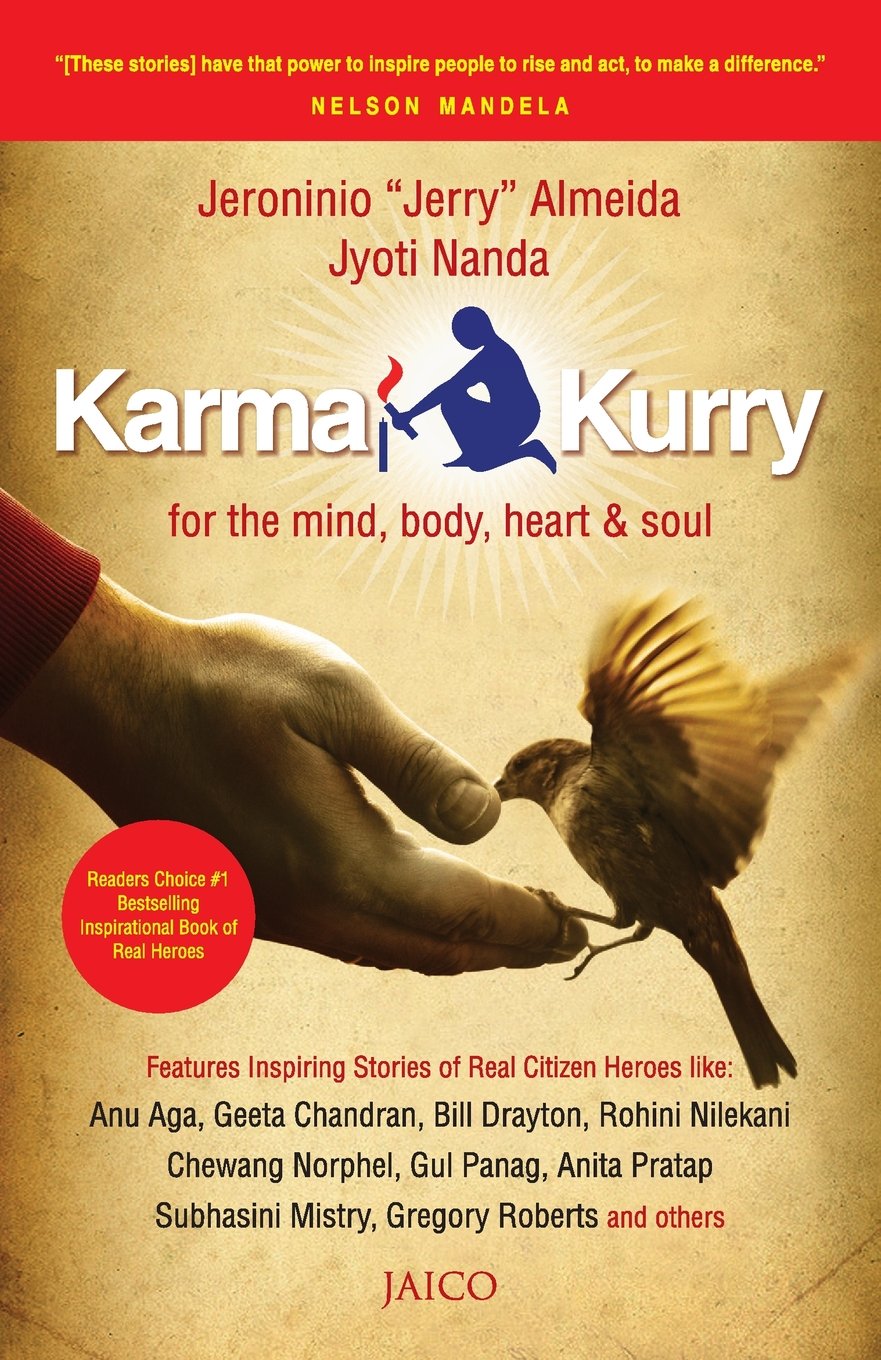 “[These stories] have that power to inspire people to rise and act, to make a difference.”
NELSON MANDELA
Jeroninio “Jerry” Almeida
Jyoti Nanda
Karma Kurry
for the mind, body, heart & soul
Readers Choice #1
Bestselling
Inspirational Book of
Real Heroes
Features Inspiring Stories of Real Citizen Heroes like:
Anu Aga, Geeta Chandran, Bill Drayton, Rohini Nilekani
Chewang Norphel, Gul Panag, Anita Pratap
Subhasini Mistry, Gregory Roberts and others
JAICO